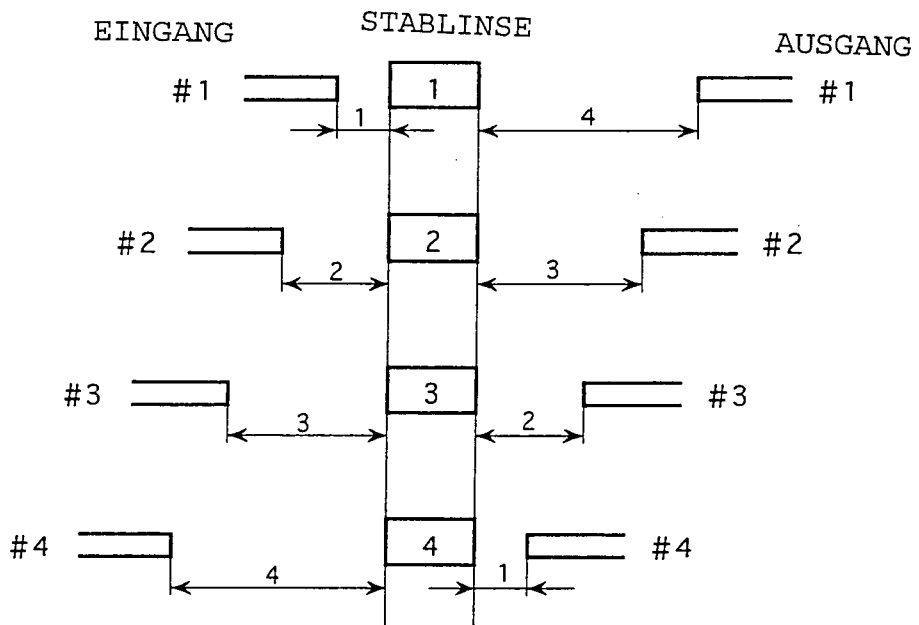 EINGANG STABLINSE AUSGANG
#1 1 #1
1 4
#2 2 #2
2 3
#3 3 #3
3 2
#4 4 #4
4 1